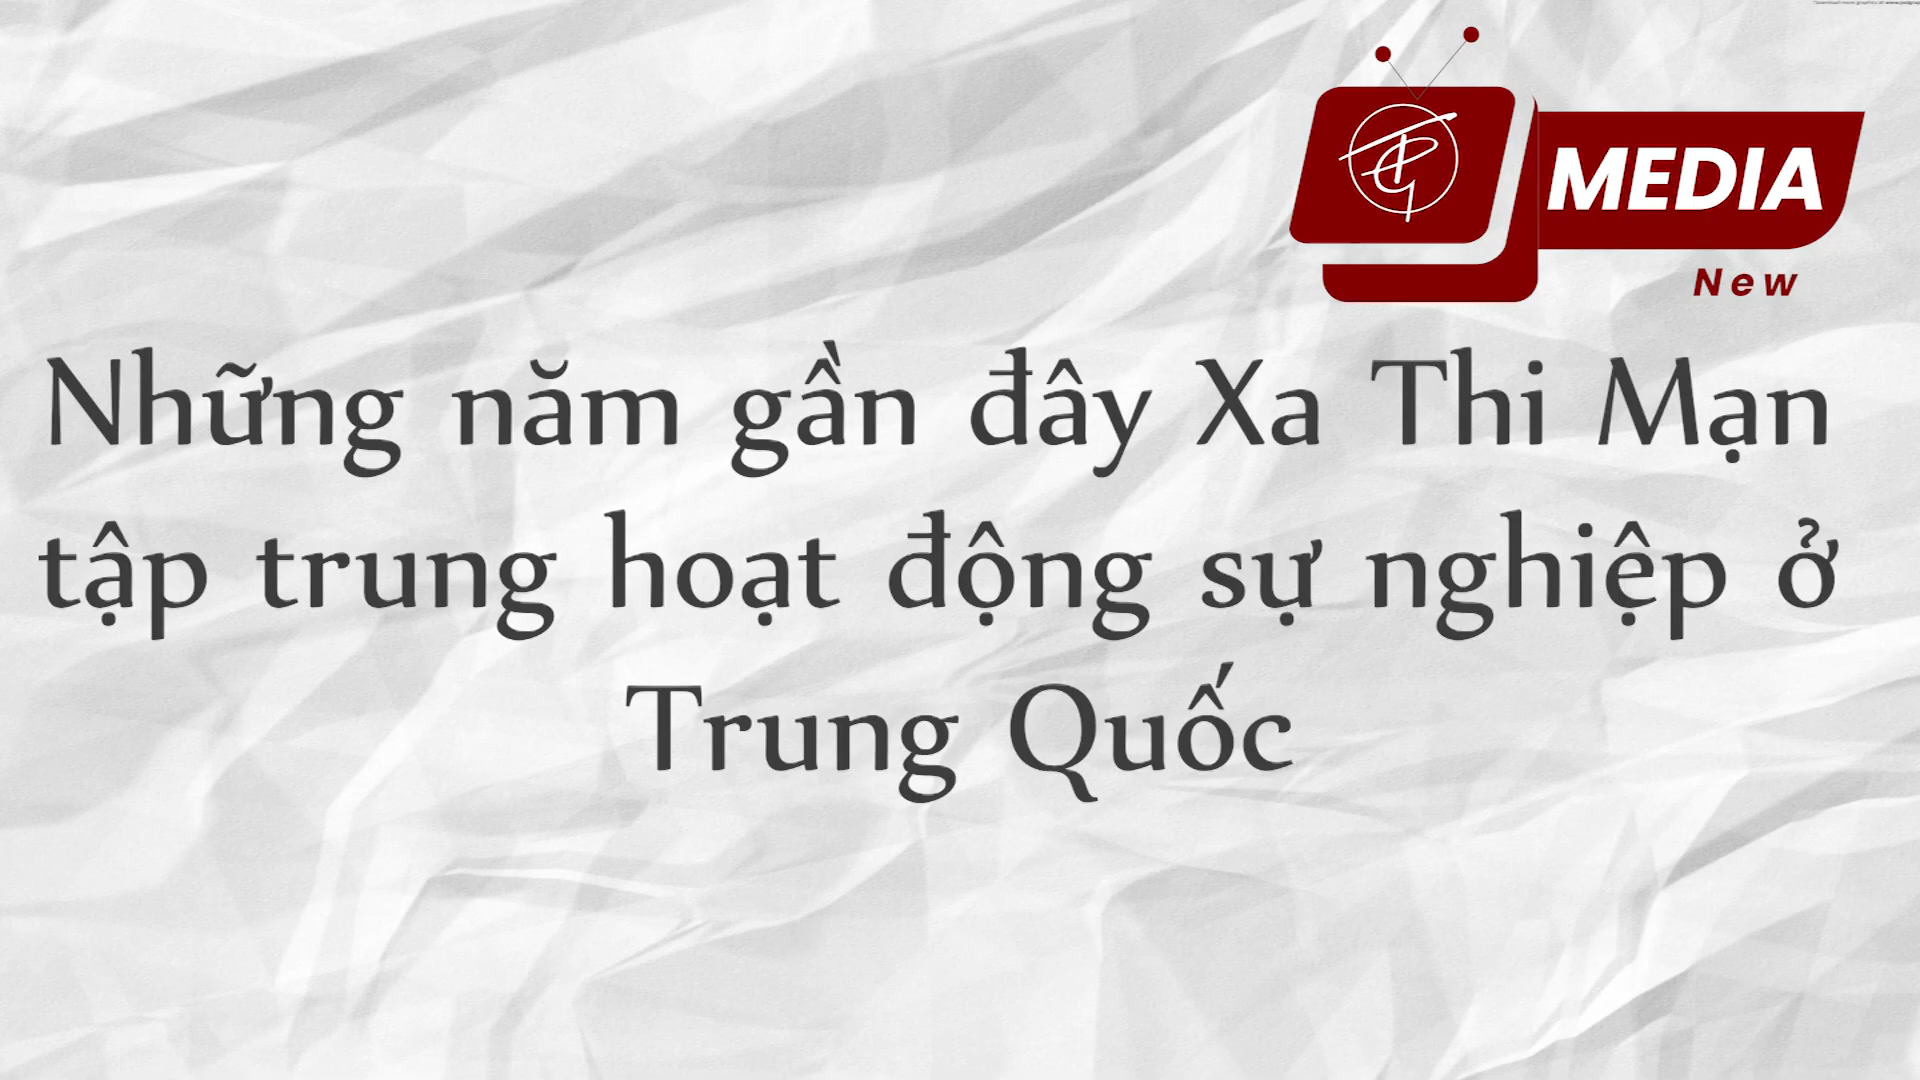 MEDIA
New
Những năm gần đây Xa Thi Mạn
tập trung hoạt động sự nghiệp ở
Trung Quốc